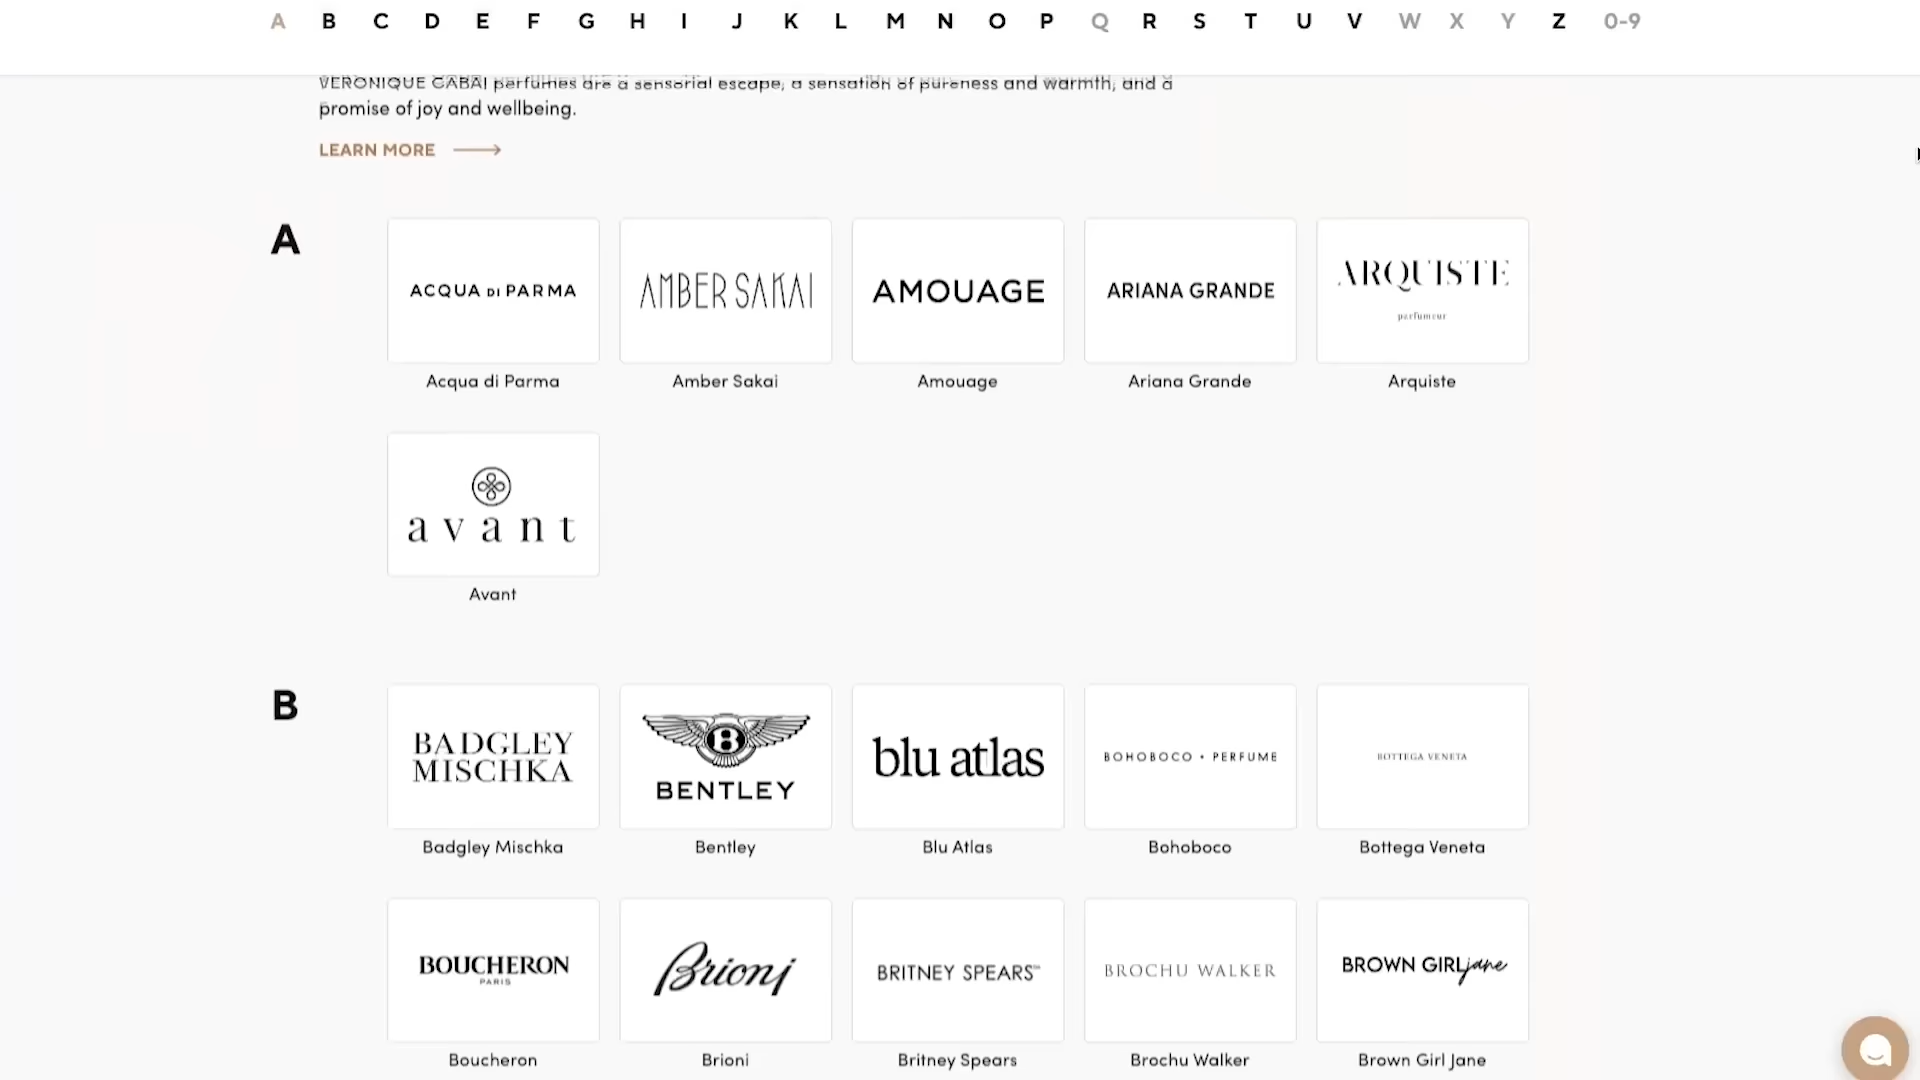 A B C D E F G H I J K L M N O P Q R S T U V W X Y Z 0-9
VERONIQUE GABAI perfumes are a sensorial escape, a sensation of pureness and warmth, and a
promise of joy and wellbeing.
LEARN MORE
A
ACQUA DI PARMA
AMBER SAKAI
AMOUAGE
ARIANA GRANDE
ARQUISTE
parfumeur
Acqua di Parma
Amber Sakai
Amouage
Ariana Grande
Arquiste
avant
Avant
B
BADGLEY
MISCHKA
B
BENTLEY
blu atlas
BOHOBOCO • PERFUME
BOTTEGA VENETA
Badgley Mischka
Bentley
Blu Atlas
Bohoboco
Bottega Veneta
BOUCHERON
PARIS
Brioni
BRITNEY SPEARS™
BROCHU WALKER
BROWN GIRL jane
Boucheron
Brioni
Britney Spears
Brochu Walker
Brown Girl Jane